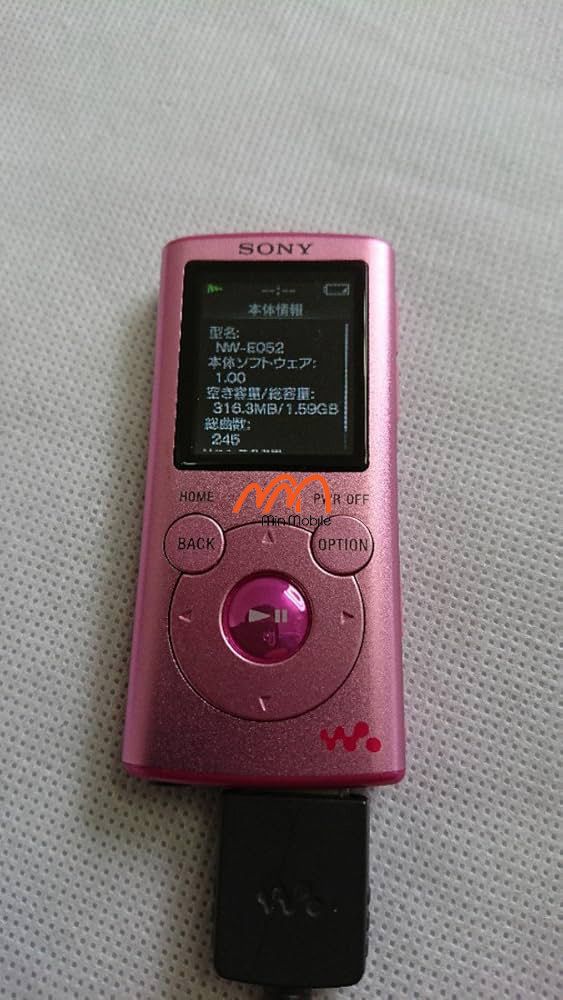 SONY
--:--
本体情報
型名:
NW-E052
本体ソフトウェア:
1.00
空き容量/総容量:
316.3MB/1.59GB
総曲数:
245
HOME
PWR OFF
Min Mobile
BACK
OPTION